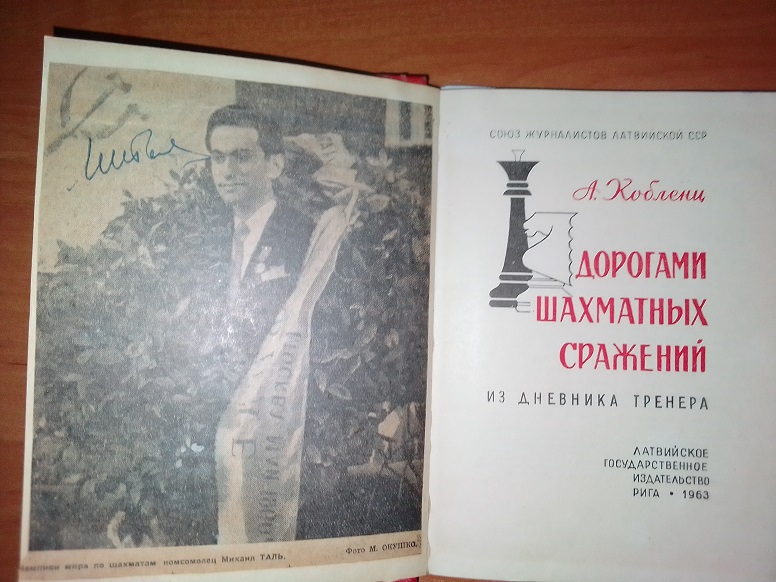 Чемпион мира по шахматам комсомолец Михаил ТАЛЬ.
Фото М. ОКУШКО.
СОЮЗ ЖУРНАЛИСТОВ ЛАТВИЙСКОЙ ССР
А. Кобленц
ДОРОГАМИ
ШАХМАТНЫХ
СРАЖЕНИЙ
ИЗ ДНЕВНИКА ТРЕНЕРА
ЛАТВИЙСКОЕ
ГОСУДАРСТВЕННОЕ
ИЗДАТЕЛЬСТВО
РИГА • 1963